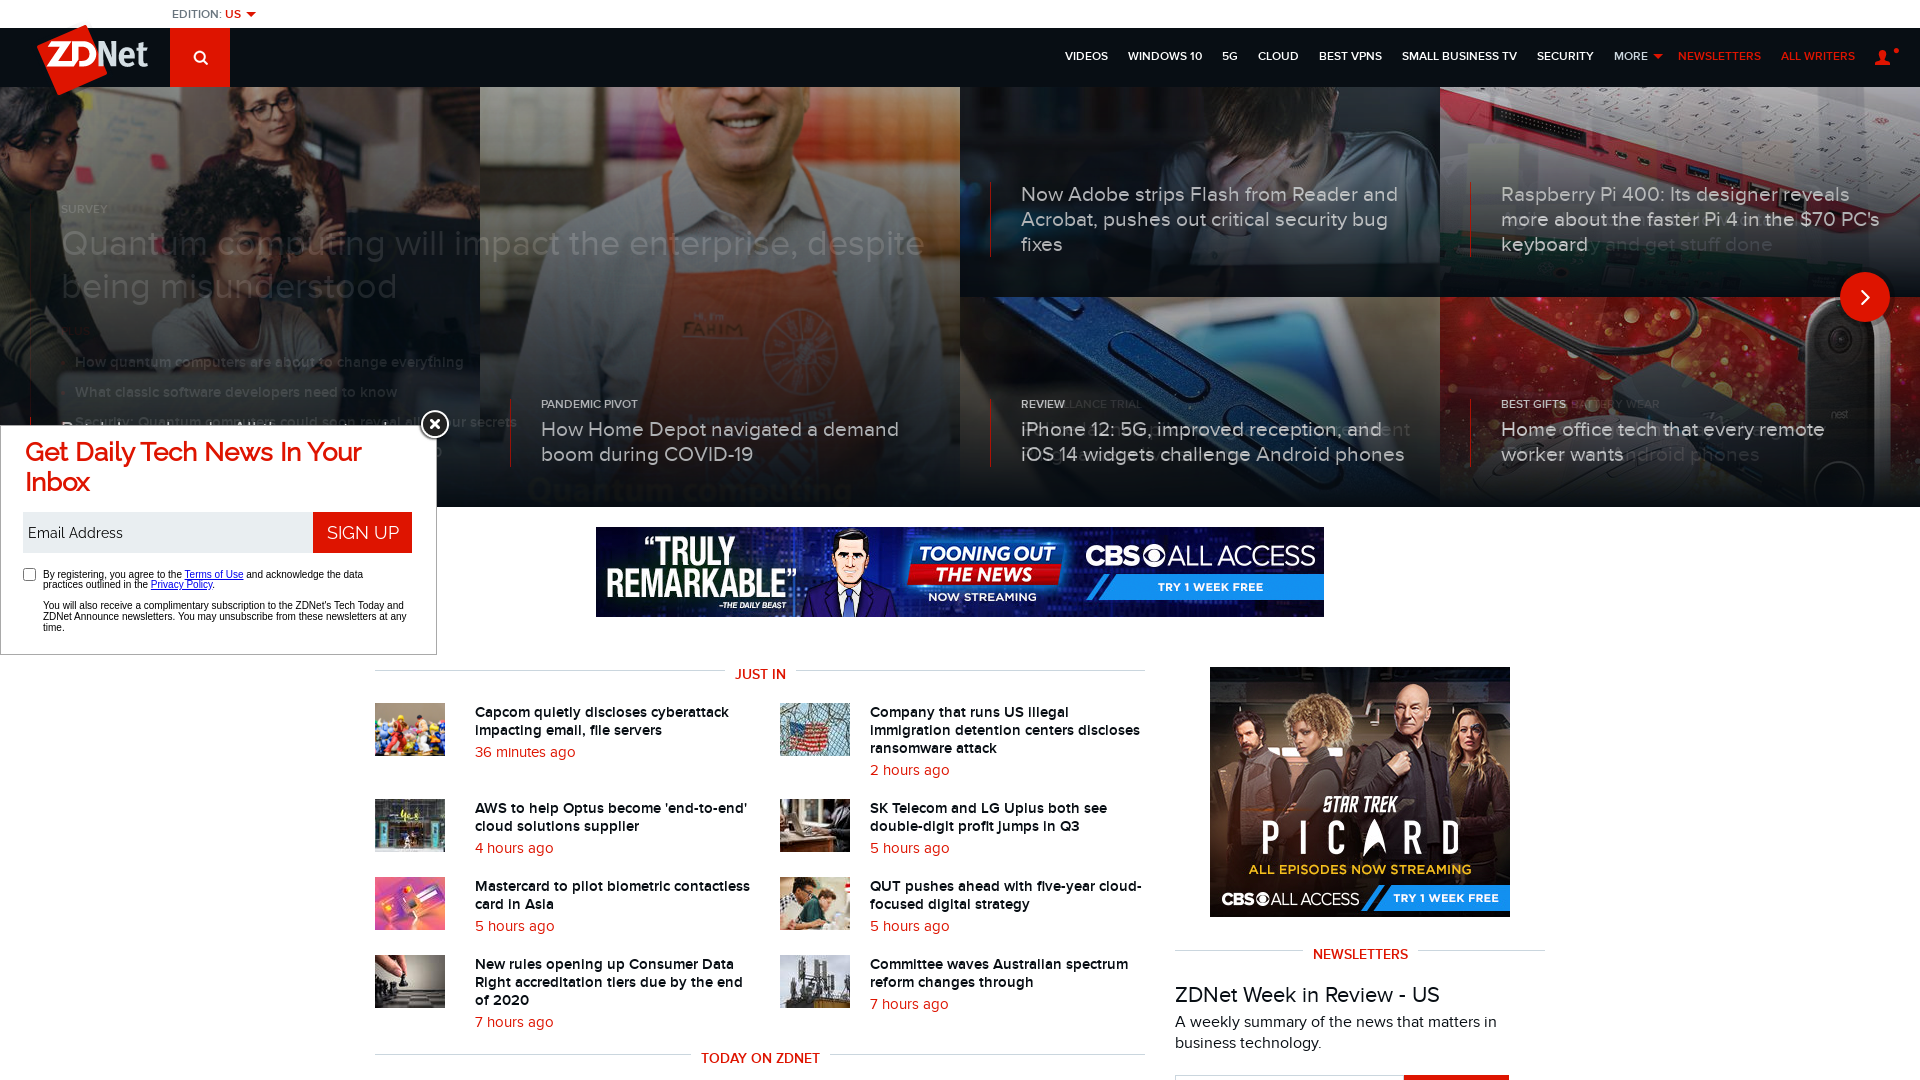 EDITION: US
ZDNet
VIDEOS
WINDOWS 10
5G
CLOUD
BEST VPNS
SMALL BUSINESS TV
SECURITY
MORE
NEWSLETTERS
ALL WRITERS
SURVEY
Quantum computing will impact the enterprise, despite
being misunderstood
How quantum computers are about to change everything
What classic software developers need to know
PANDEMIC PIVOT
How Home Depot navigated a demand
boom during COVID-19
Quantum computing
Now Adobe strips Flash from Reader and
Acrobat, pushes out critical security bug
fixes
Raspberry Pi 400: Its designer reveals
more about the faster Pi 4 in the $70 PC's
keyboard
and get stuff done
REVIEW
iPhone 12: 5G, improved reception, and
iOS 14 widgets challenge Android phones
BEST GIFTS
Home office tech that every remote
worker wants
Get Daily Tech News In Your
Inbox
Email Address
SIGN UP
By registering, you agree to the Terms of Use and acknowledge the data
practices outlined in the Privacy Policy.
You will also receive a complimentary subscription to the ZDNet's Tech Today and
ZDNet Announce newsletters. You may unsubscribe from these newsletters at any
time.
"TRULY
REMARKABLE"
-THE DAILY BEAST
TOONING OUT
THE NEWS
NOW STREAMING
CBS ALL ACCESS
TRY 1 WEEK FREE
JUST IN
Capcom quietly discloses cyberattack
impacting email, file servers
36 minutes ago
Company that runs US illegal
immigration detention centers discloses
ransomware attack
2 hours ago
AWS to help Optus become 'end-to-end'
cloud solutions supplier
4 hours ago
SK Telecom and LG Uplus both see
double-digit profit jumps in Q3
5 hours ago
Mastercard to pilot biometric contactless
card in Asia
5 hours ago
QUT pushes ahead with five-year cloud-
focused digital strategy
5 hours ago
New rules opening up Consumer Data
Right accreditation tiers due by the end
of 2020
7 hours ago
Committee waves Australian spectrum
reform changes through
7 hours ago
TODAY ON ZDNET
STAR TREK
PICARD
ALL EPISODES NOW STREAMING
CBS ALL ACCESS
TRY 1 WEEK FREE
NEWSLETTERS
ZDNet Week in Review - US
A weekly summary of the news that matters in
business technology.